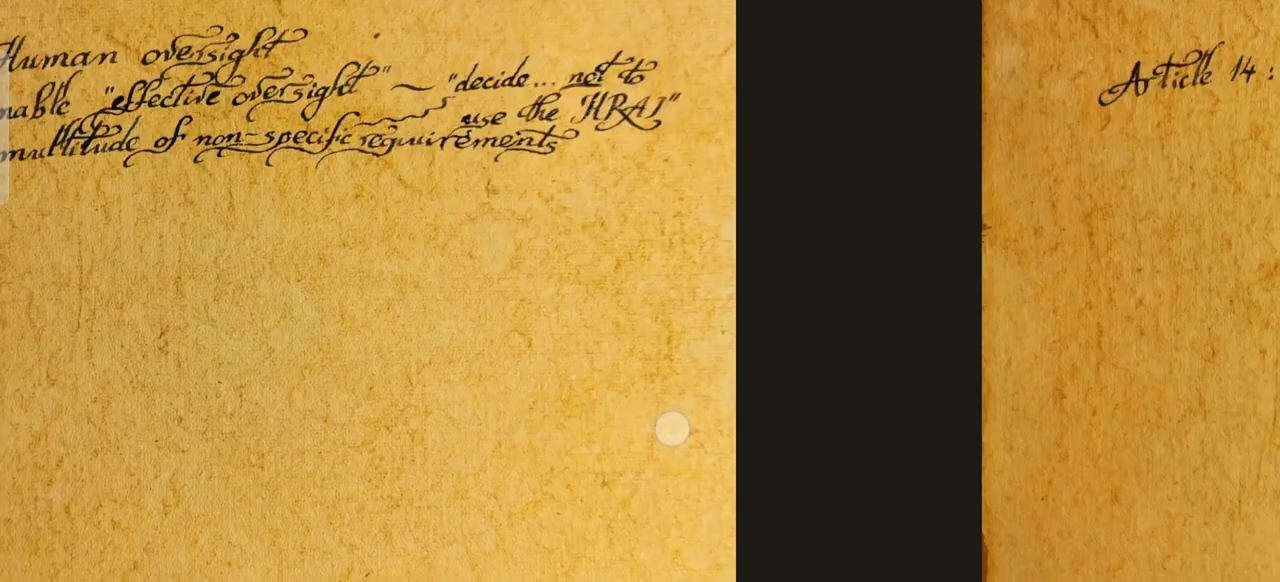 Human oversight
nable "effective oversight" ~ "decide... not to
use the HRAI"
multitude of non-specific requirements
Article 14: